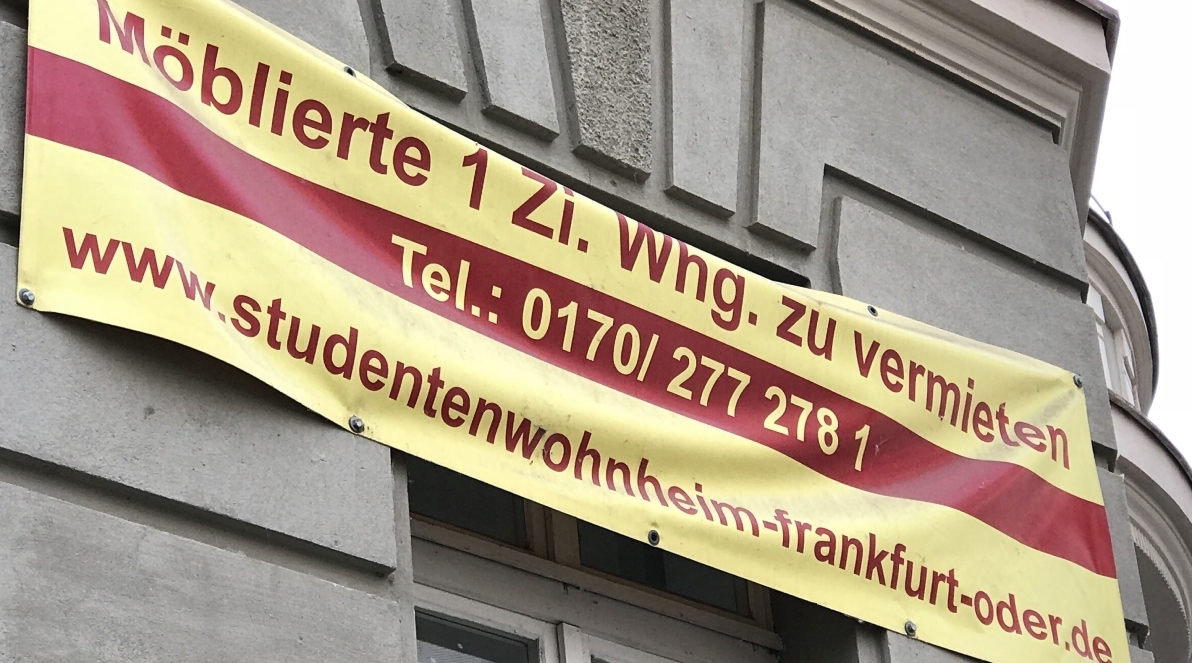 Möblierte 1 Zi. Whg. zu vermieten
Tel.: 0170/ 277 278 1
www.studentenwohnheim-frankfurt-oder.de